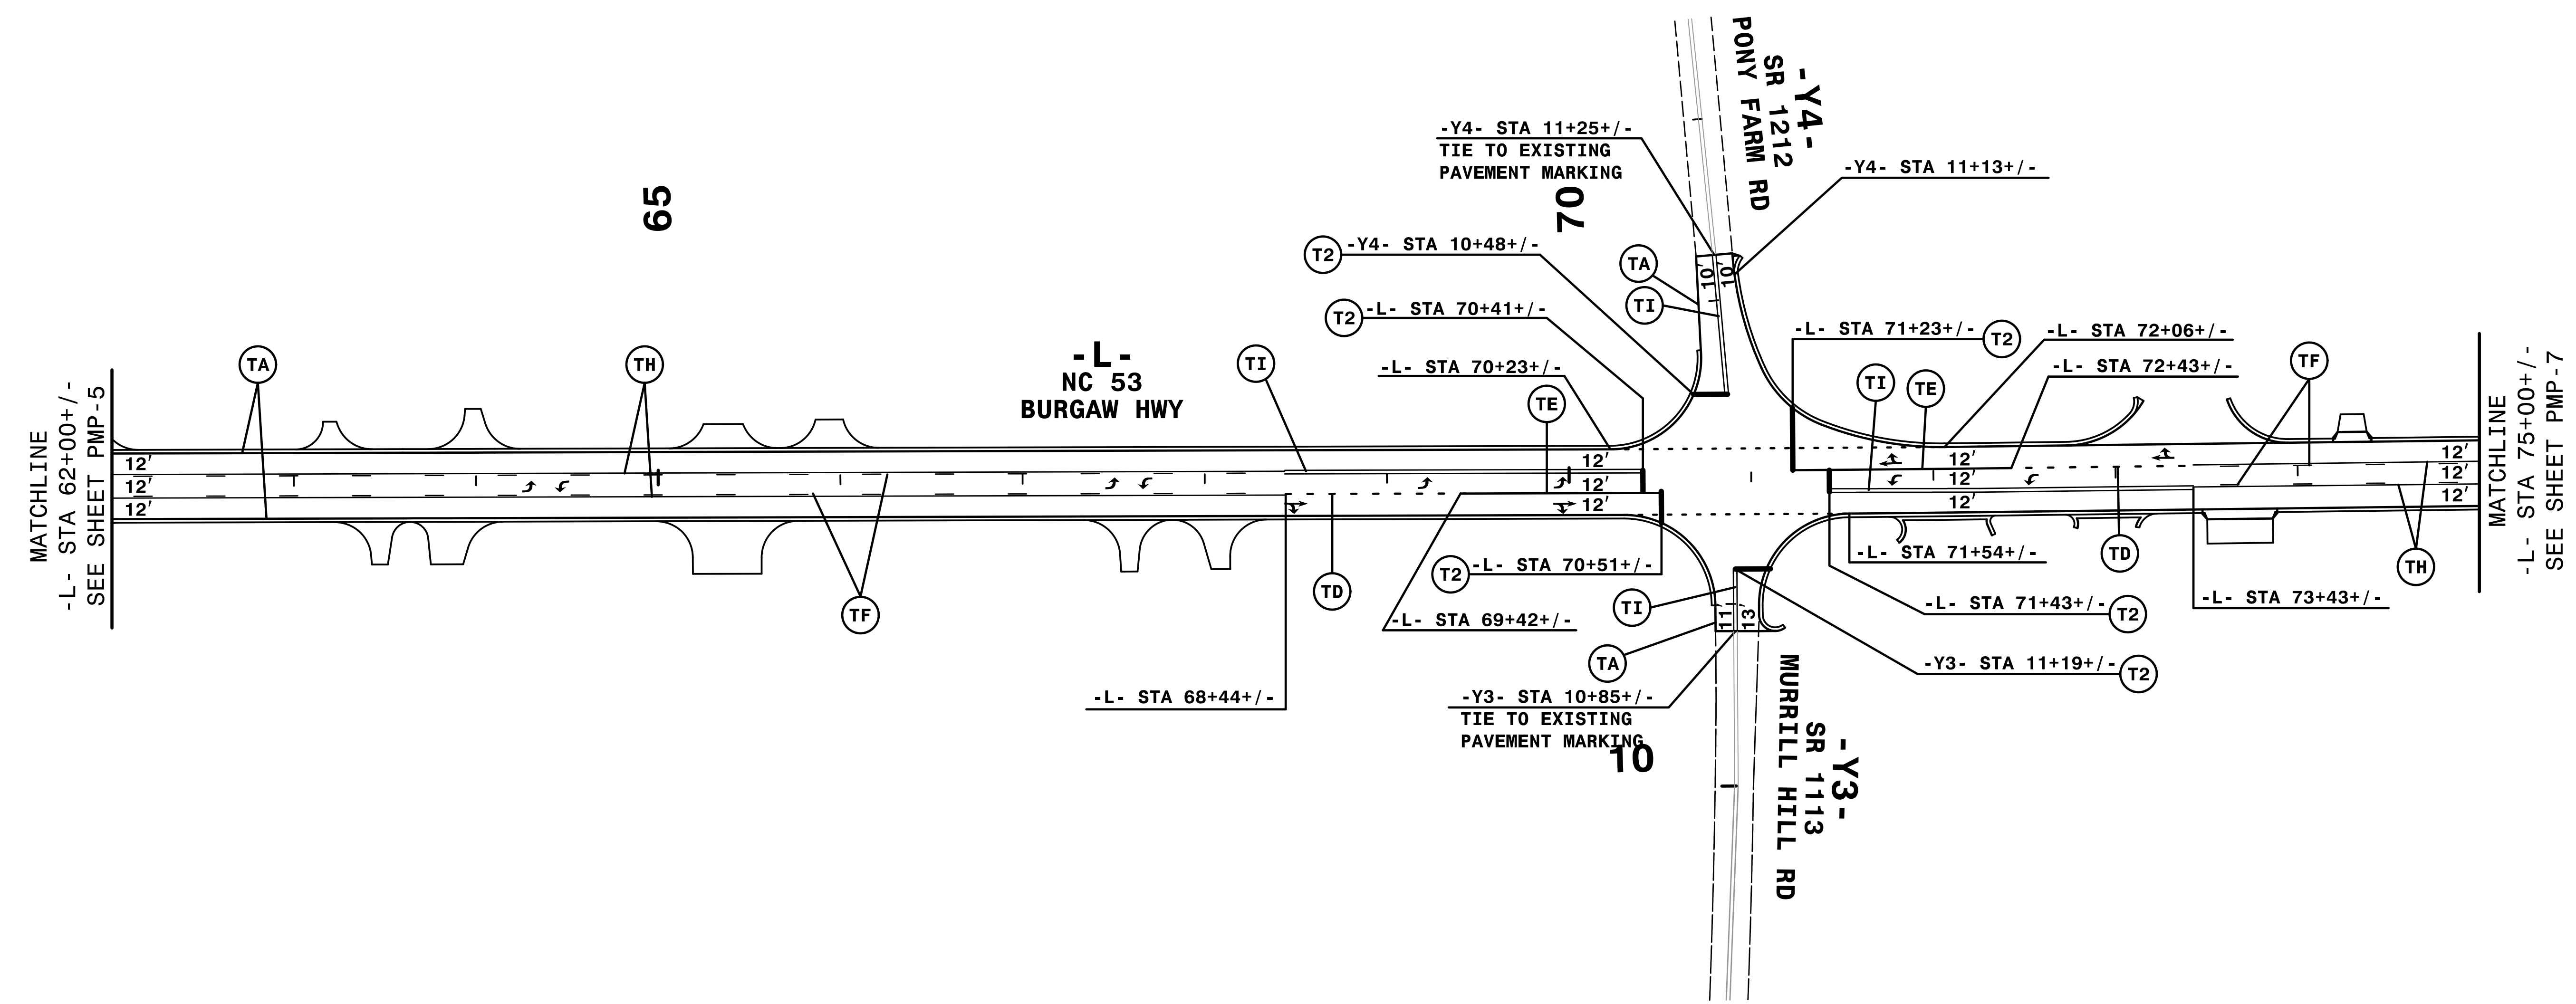 MATCHLINE
-L- STA 62+00+/-
SEE SHEET PMP-5
TA
65
TH
-L-
NC 53
BURGAW HWY
TI
TF
12'
12'
12'
TD
-L- STA 68+44+/-
-Y4- STA 11+25+/-
TIE TO EXISTING
PAVEMENT MARKING
70
T2
-Y4- STA 10+48+/-
T2
-L- STA 70+41+/-
-L- STA 70+23+/-
TE
TA
TI
10'
10'
-Y4-
SR 1212
PONY FARM RD
-Y4- STA 11+13+/-
-L- STA 71+23+/-
T2
-L- STA 72+06+/-
-L- STA 72+43+/-
TI
TE
TF
12'
12'
12'
12'
12'
12'
12'
12'
12'
T2
-L- STA 70+51+/-
-L- STA 69+42+/-
TI
TA
11
13
-Y3- STA 10+85+/-
TIE TO EXISTING
PAVEMENT MARKING
10
-L- STA 71+54+/-
TD
-L- STA 71+43+/-
T2
-L- STA 73+43+/-
-Y3- STA 11+19+/-
T2
TH
-Y3-
SR 1113
MURRILL HILL RD
MATCHLINE
-L- STA 75+00+/-
SEE SHEET PMP-7